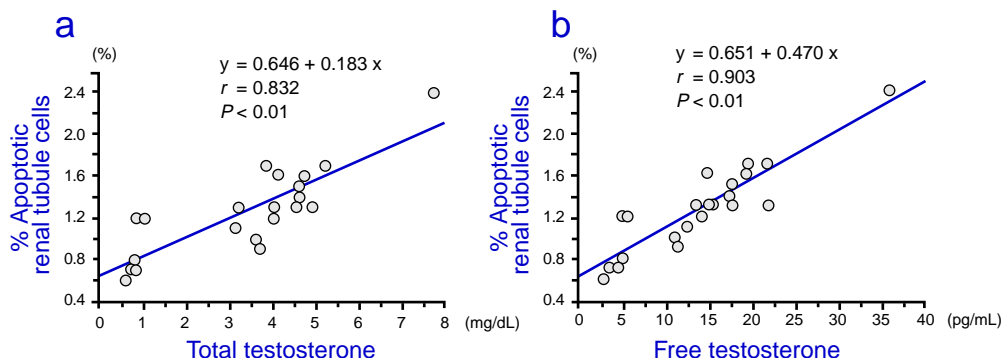 a
(%)
y = 0.646 + 0.183 x
r = 0.832
P < 0.01
% Apoptotic
renal tubule cells
2.4
2.0
1.6
1.2
0.8
0.4
0 1 2 3 4 5 6 7 8 (mg/dL)
Total testosterone
b
(%)
y = 0.651 + 0.470 x
r = 0.903
P < 0.01
% Apoptotic
renal tubule cells
2.4
2.0
1.6
1.2
0.8
0.4
0 5 10 15 20 25 30 35 40 (pg/mL)
Free testosterone